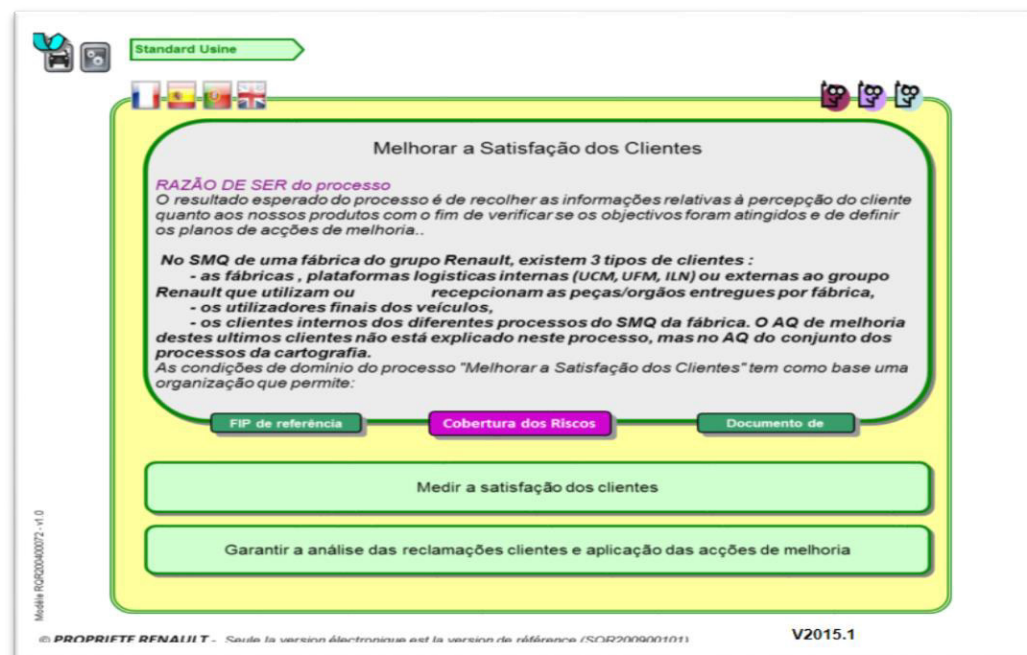 Standard Usine
Melhorar a Satisfação dos Clientes
RAZÃO DE SER do processo
O resultado esperado do processo é de recolher as informações relativas à percepção do cliente
quanto aos nossos produtos com o fim de verificar se os objectivos foram atingidos e de definir
os planos de acções de melhoria..
No SMQ de uma fábrica do grupo Renault, existem 3 tipos de clientes :
- as fábricas , plataformas logisticas internas (UCM, UFM, ILN) ou externas ao groupo
Renault que utilizam ou recepcionam as peças/orgãos entregues por fábrica,
- os utilizadores finais dos veículos,
- os clientes internos dos diferentes processos do SMQ da fábrica. O AQ de melhoria
destes ultimos clientes não está explicado neste processo, mas no AQ do conjunto dos
processos da cartografia.
As condições de domínio do processo "Melhorar a Satisfação dos Clientes" tem como base uma
organização que permite:
FIP de referência
Cobertura dos Riscos
Documento de
Medir a satisfação dos clientes
Garantir a análise das reclamações clientes e aplicação das acções de melhoria
Modèle RQR200400072 - v1.0
© PROPRIETE RENAULT - Seule la version électronique est la version de référence (SQR200900101)
V2015.1